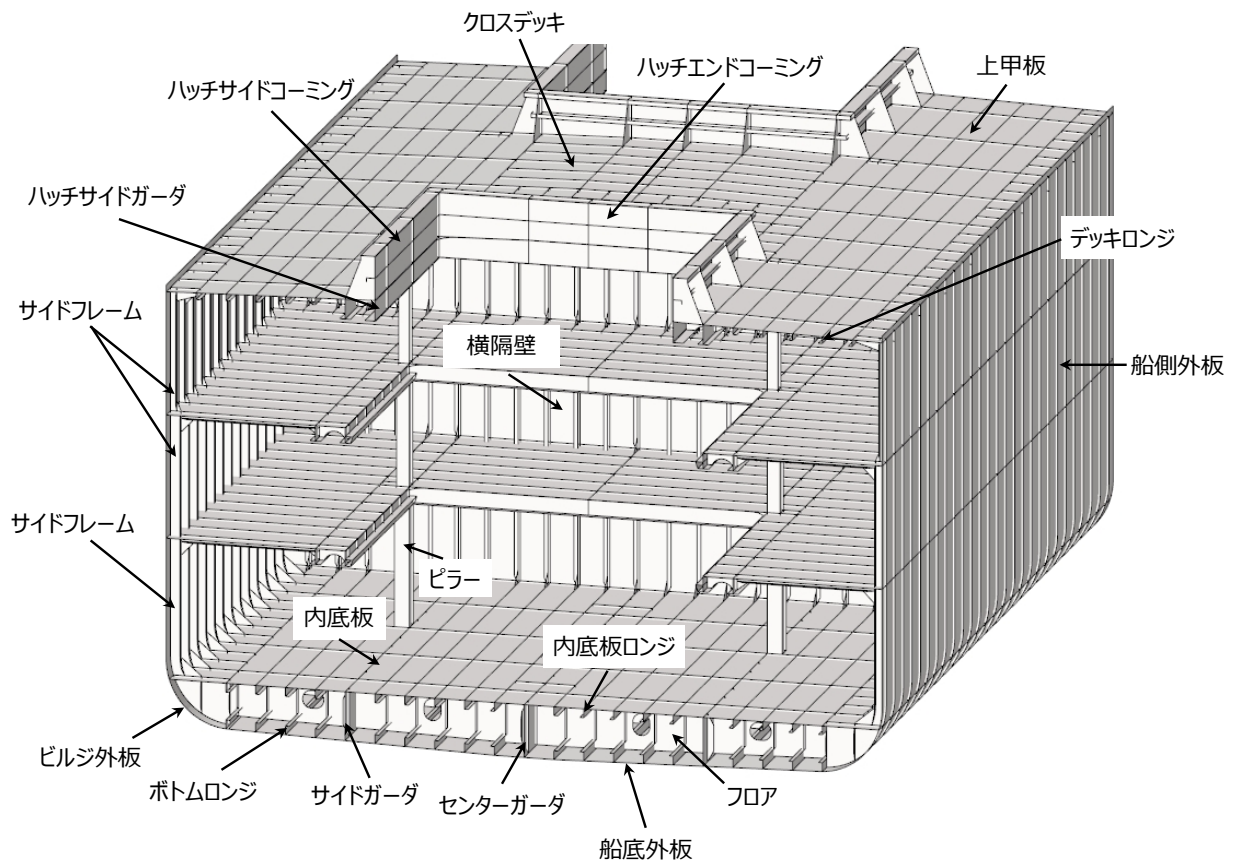 クロスデッキ
ハッチエンドコーミング
上甲板
ハッチサイドコーミング
ハッチサイドガーダ
デッキロンジ
サイドフレーム
横隔壁
船側外板
サイドフレーム
ピラー
内底板
内底板ロンジ
ビルジ外板
ボトムロンジ
サイドガーダ
センターガーダ
フロア
船底外板